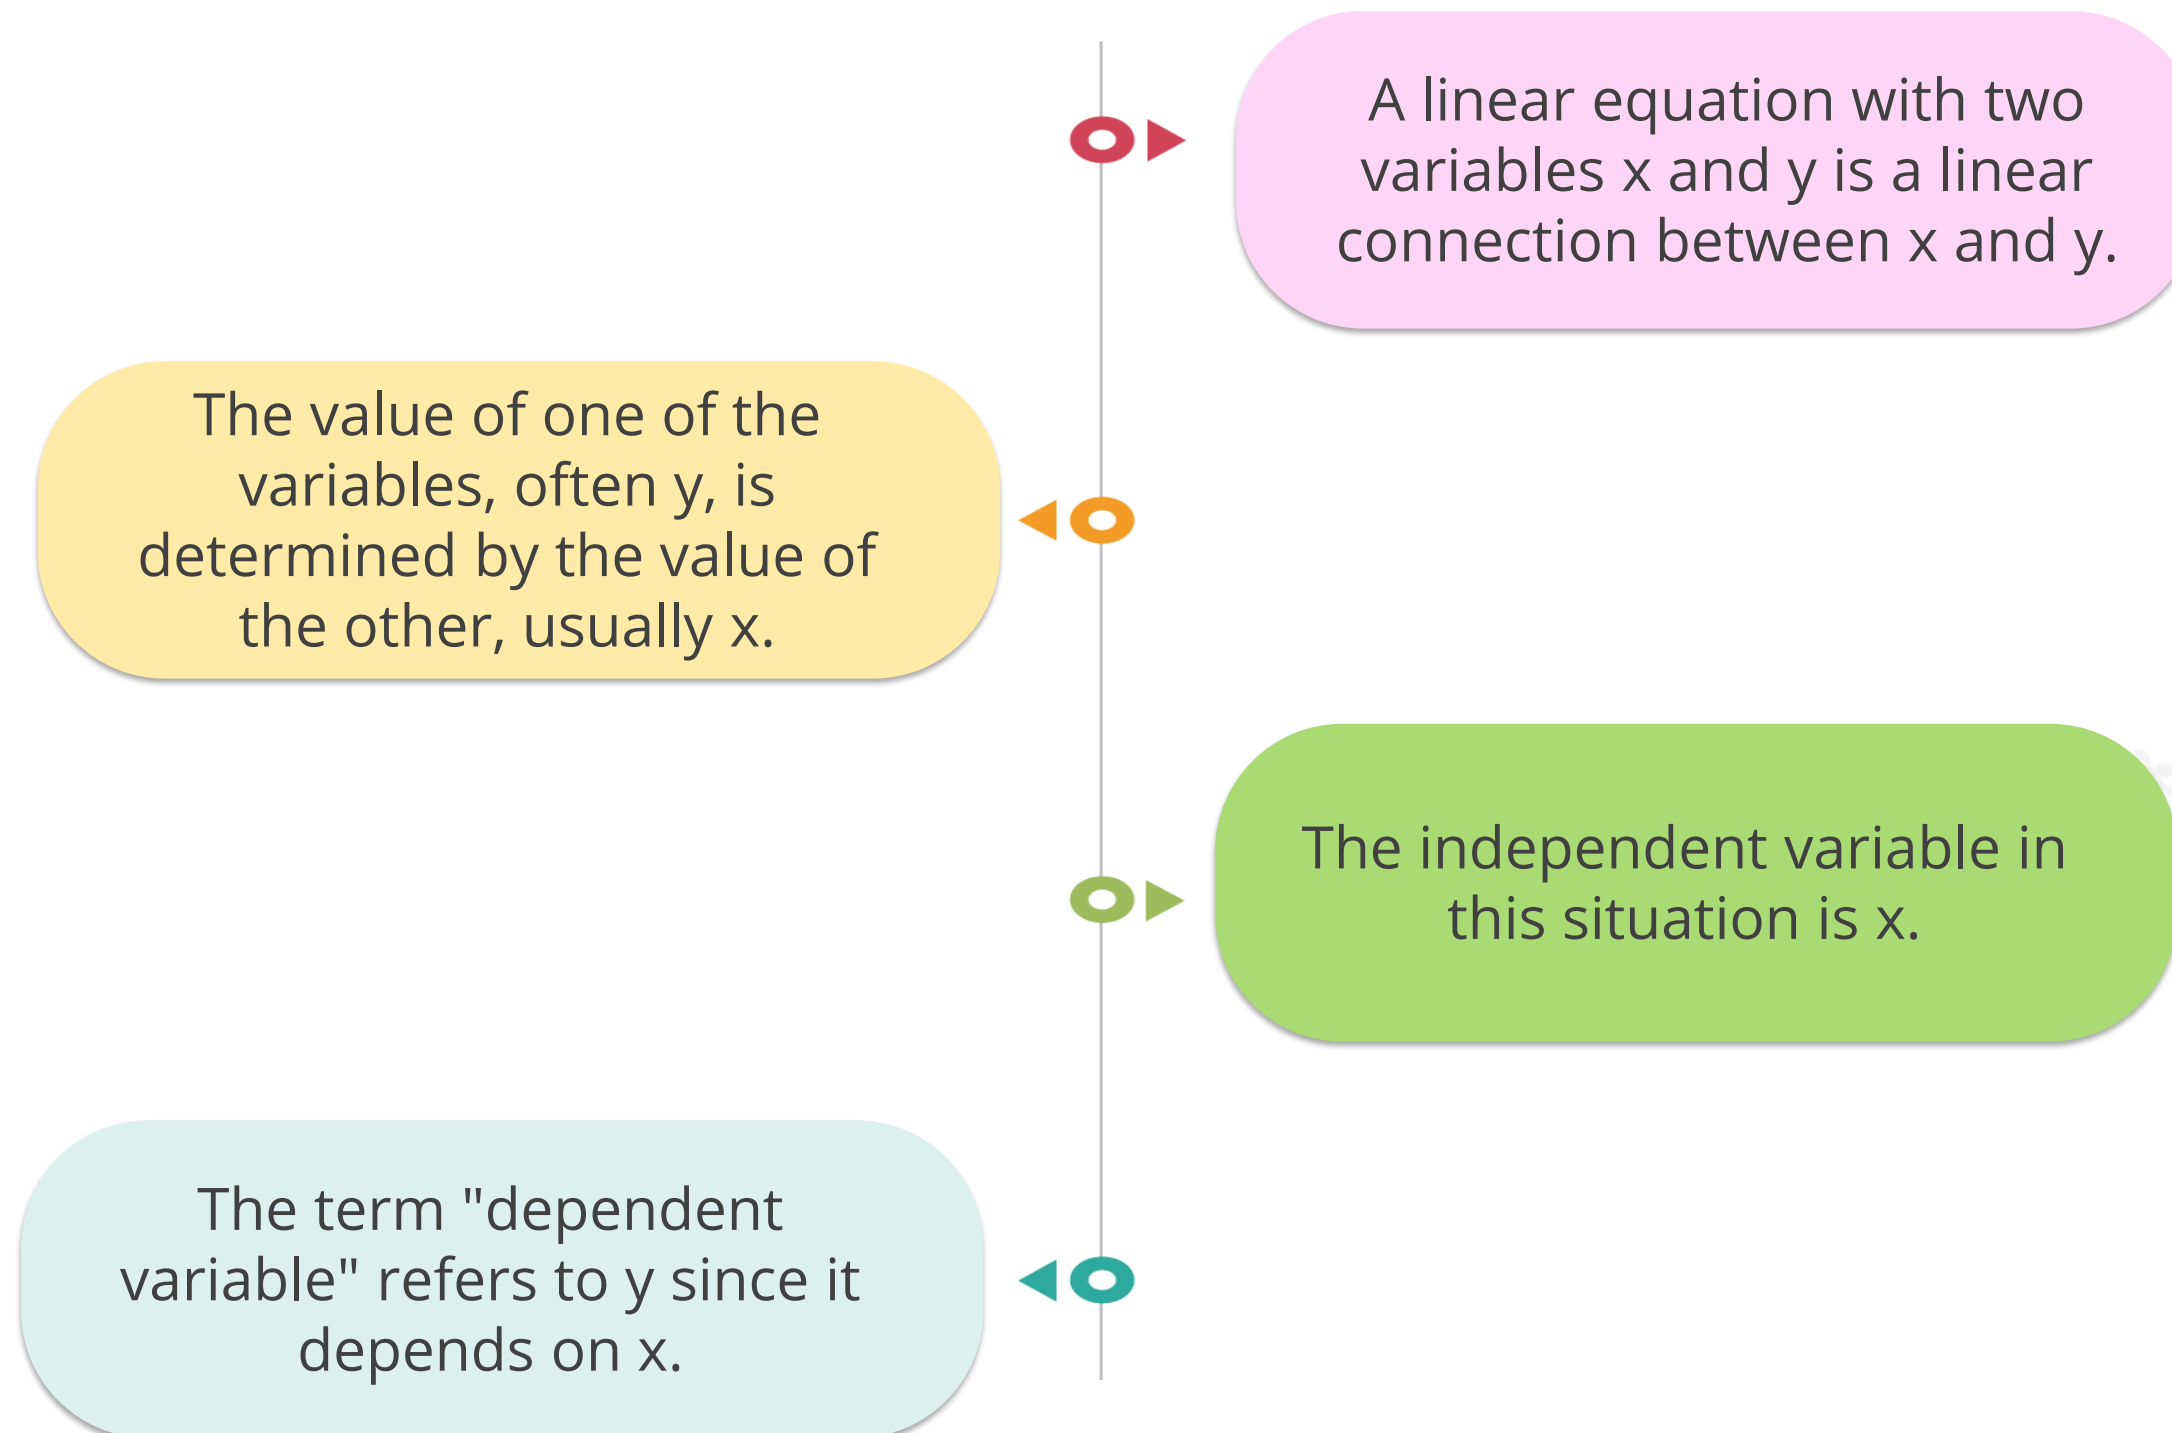 A linear equation with two
variables x and y is a linear
connection between x and y.
The value of one of the
variables, often y, is
determined by the value of
the other, usually x.
The independent variable in
this situation is x.
The term "dependent
variable" refers to y since it
depends on x.